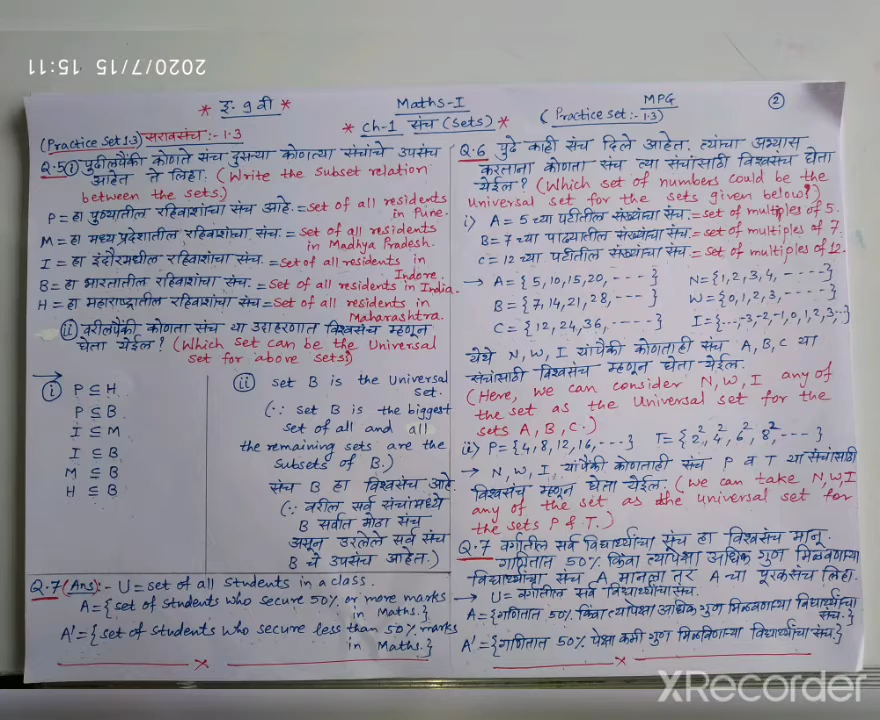 2020/7/15 15:11
* इ. 9 वी *
Maths-I
MPG
②
* Ch-1 संच (Sets) *
(Practice Set :- 1.3)
(Practice Set 1.3) सरावसंच :- 1.3
Q.5 (i) पुढीलपैकी कोणते संच दुसऱ्या कोणत्या संचांचे उपसंच
आहेत ते लिहा. (Write the subset relation
between the sets.)
P = हा पुण्यातील रहिवाशांचा संच आहे. = set of all residents
in Pune.
M = हा मध्य प्रदेशातील रहिवाशांचा संच. = set of all residents
in Madhya Pradesh.
I = हा इंदौरमधील रहिवाशांचा संच. = set of all residents in
Indore.
B = हा भारतातील रहिवाशांचा संच. = set of all residents in India.
H = हा महाराष्ट्रातील रहिवाशांचा संच = set of all residents in
Maharashtra.
(ii) वरीलपैकी कोणता संच या उदाहरणात विश्वसंच म्हणून
घेता येईल? (Which set can be the Universal
set for above sets)
→
(i) P ⊆ H
P ⊆ B
I ⊆ M
I ⊆ B
M ⊆ B
H ⊆ B
(ii) set B is the Universal
set.
(∵ set B is the biggest
set of all and all
the remaining sets are the
subsets of B.)
संच B हा विश्वसंच आहे.
(∵ वरील सर्व संचांमध्ये
B सर्वात मोठा संच
असून उरलेले सर्व संच
B चे उपसंच आहेत.)
Q.7 (Ans) :- U = set of all students in a class.
A = {set of students who secure 50% or more marks
in Maths.}
A' = {set of students who secure less than 50% marks
in Maths.}
x
Q.6 पुढे काही संच दिले आहेत. त्यांचा अभ्यास
करताना कोणता संच त्या संचांसाठी विश्वसंच घेता
येईल? (Which set of numbers could be the
universal set for the sets given below?)
i) A = 5 च्या पटीतील संख्यांचा संच. = set of multiples of 5.
B = 7 च्या पाढ्यातील संख्यांचा संच. = set of multiples of 7.
C = 12 च्या पटीतील संख्यांचा संच = set of multiples of 12.
→ A = {5, 10, 15, 20, ----} N = {1, 2, 3, 4, ----}
B = {7, 14, 21, 28, ---} W = {0, 1, 2, 3, -----}
C = {12, 24, 36, -----} I = {...,-3,-2,-1,0,1,2,3,..}
येथे N, W, I यांपैकी कोणताही संच A, B, C या
संचांसाठी विश्वसंच म्हणून घेता येईल.
(Here, we can consider N, W, I any of
the set as the Universal set for the
sets A, B, C.)
ii) P = {4, 8, 12, 16, ---} T = {2², 4², 6², 8², ----}
→ N, W, I यांपैकी कोणताही संच P व T या संचांसाठी
विश्वसंच म्हणून घेता येईल. (We can take N, W, I
any of the set as the universal set for
the sets P & T.)
Q.7 वर्गातील सर्व विद्यार्थ्यांचा संच हा विश्वसंच मानू.
गणितात 50% किंवा त्यापेक्षा अधिक गुण मिळवणाऱ्या
विद्यार्थ्यांचा संच A मानला तर A चा पूरकसंच लिहा.
→ U = वर्गातील सर्व विद्यार्थ्यांचा संच.
A = {गणितात 50% किंवा त्यापेक्षा अधिक गुण मिळवणाऱ्या विद्यार्थ्यांचा
संच.}
A' = {गणितात 50% पेक्षा कमी गुण मिळविणाऱ्या विद्यार्थ्यांचा संच.}
x
XRecorder